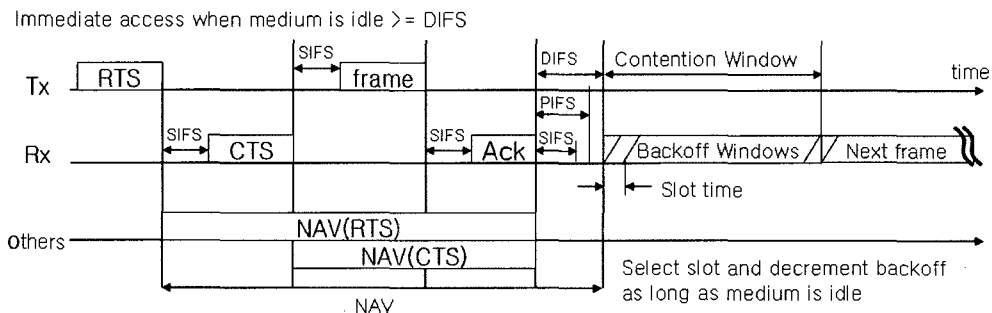 Immediate access when medium is idle >= DIFS
SIFS
DIFS
Contention Window
Tx
RTS
frame
time
PIFS
SIFS
SIFS
SIFS
Rx
CTS
Ack
Backoff Windows
Next frame
Slot time
NAV(RTS)
others
NAV(CTS)
Select slot and decrement backoff
as long as medium is idle
NAV